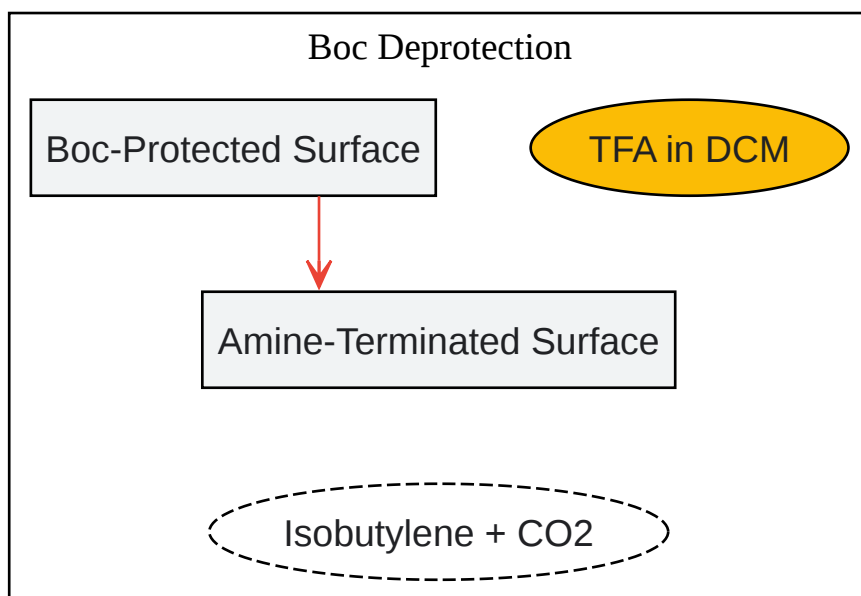 Boc Deprotection
Boc-Protected Surface
TFA in DCM
Amine-Terminated Surface
Isobutylene + CO2